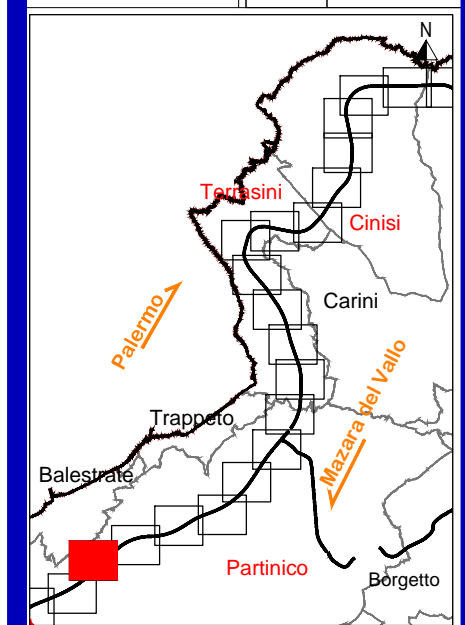 N
Terrasini
Cinisi
Carini
Palermo
Mazara del Vallo
Trappeto
Balestrate
Partinico
Borgetto